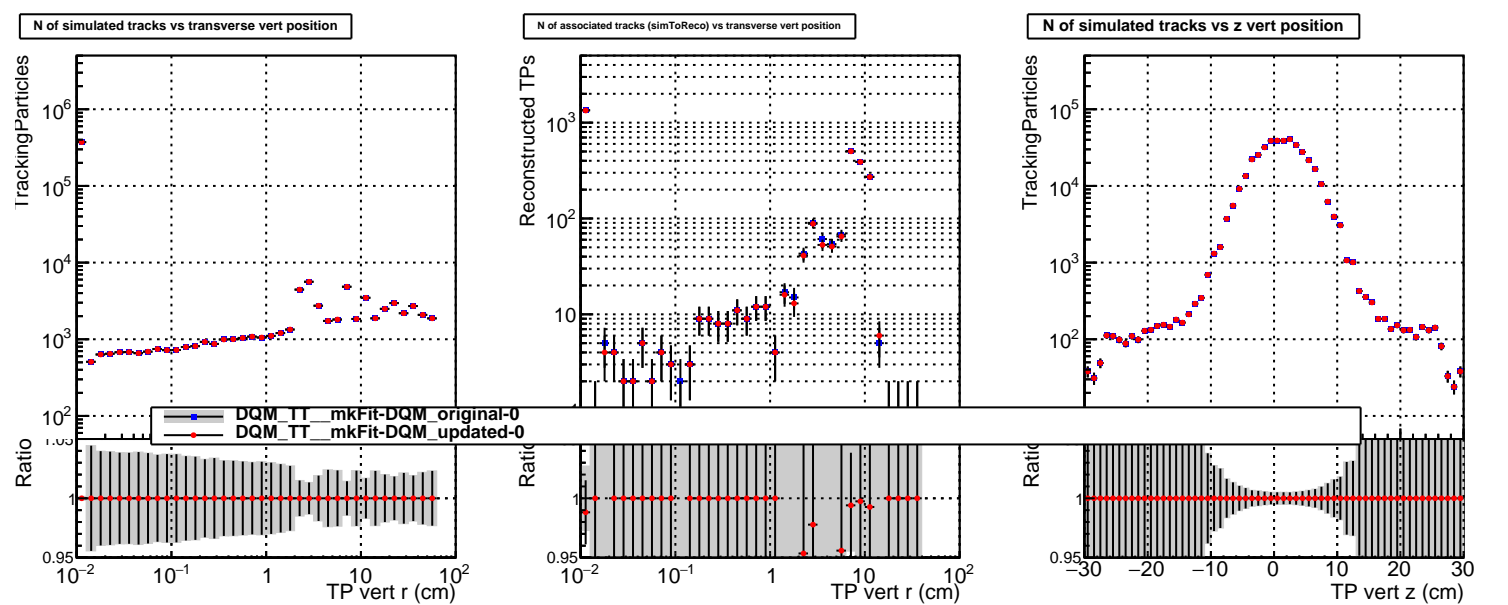 N of simulated tracks vs transverse vert position
TrackingParticles
10^6
10^5
10^4
10^3
10^2
Ratio
1
0.95
10^−2
10^−1
1
10
10^2
TP vert r (cm)
N of associated tracks (simToReco) vs transverse vert position
Reconstructed TPs
10^3
10^2
10
1
0.95
10^−2
10^−1
1
10
10^2
TP vert r (cm)
N of simulated tracks vs z vert position
TrackingParticles
10^5
10^4
10^3
10^2
Ratio
1
0.95
−30
−20
−10
0
10
20
30
TP vert z (cm)
DQM_TT__mkFit-DQM_original-0
DQM_TT__mkFit-DQM_updated-0